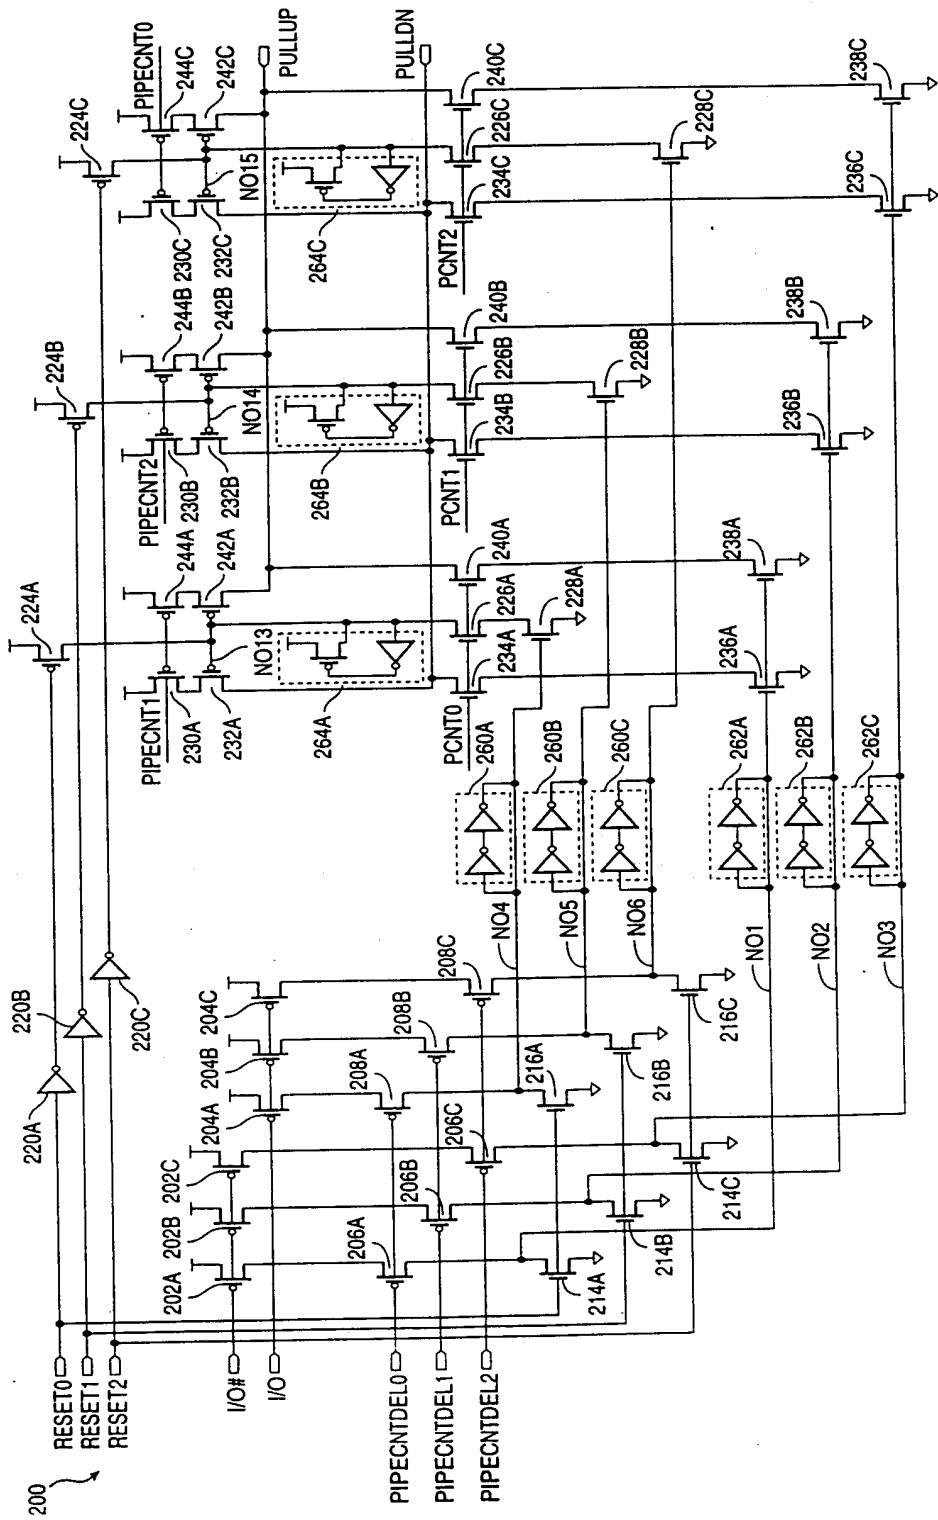 200
RESET0
RESET1
RESET2
I/O#
I/O
PIPECNTDEL0
PIPECNTDEL1
PIPECNTDEL2
220A
220B
220C
202A
202B
202C
204A
204B
204C
206A
206B
206C
208A
208B
208C
214A
214B
214C
216A
216B
216C
NO4
NO5
NO6
NO1
NO2
NO3
260A
260B
260C
262A
262B
262C
224A
PIPECNT1
244A
242A
230A
232A
NO13
264A
PCNT0
234A
226A
240A
228A
236A
238A
224B
PIPECNT2
244B
242B
230B
232B
NO14
264B
PCNT1
234B
226B
240B
228B
236B
238B
224C
PIPECNT0
244C
242C
230C
232C
NO15
264C
PCNT2
234C
226C
240C
228C
236C
238C
PULLUP
PULLDN